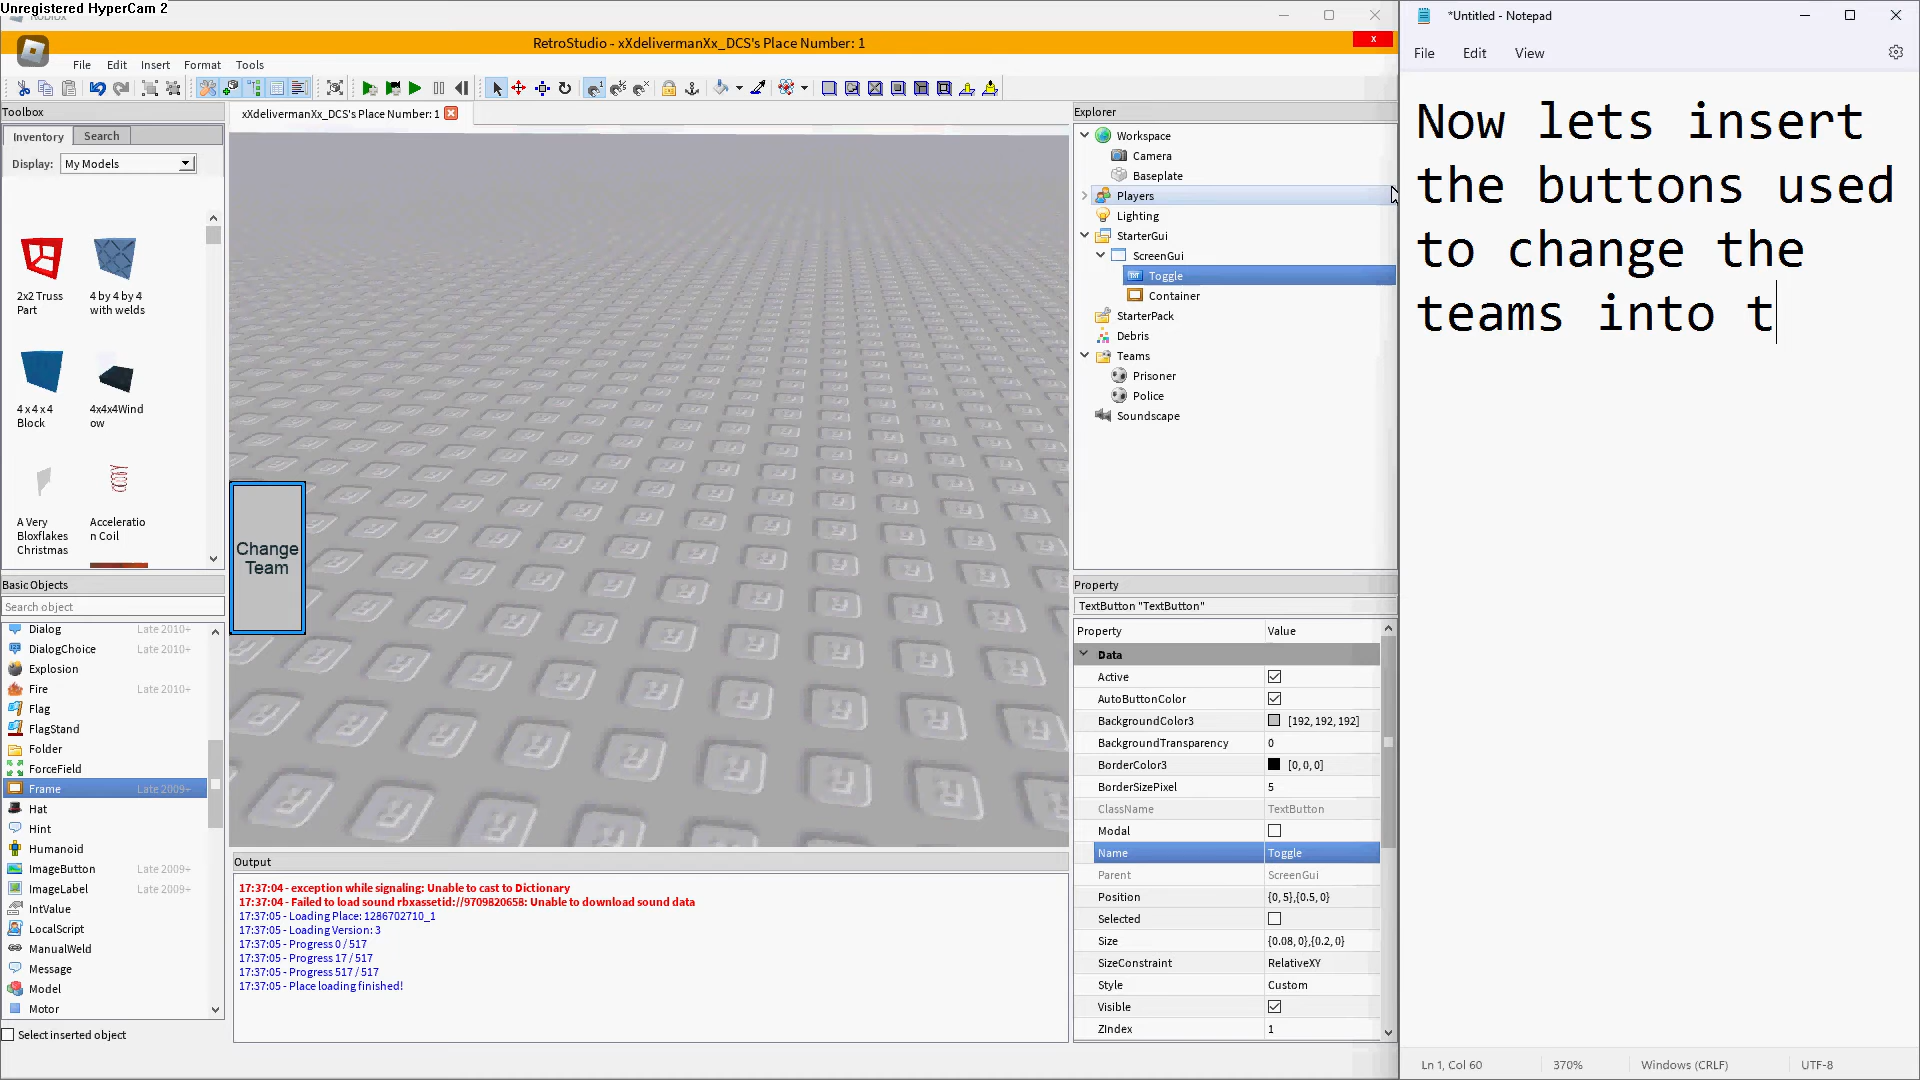 Unregistered HyperCam 2
Roblox
*Untitled - Notepad
RetroStudio - xXdelivermanXx_DCS's Place Number: 1
x
File Edit Insert Format Tools
File Edit View
Toolbox
xXdelivermanXx_DCS's Place Number: 1
Explorer
Inventory Search
Display: My Models
2x2 Truss
Part
4 by 4 by 4
with welds
4 x 4 x 4
Block
4x4x4Wind
ow
A Very
Bloxflakes
Christmas
Acceleratio
n Coil
Basic Objects
Search object
Dialog Late 2010+
DialogChoice Late 2010+
Explosion
Fire Late 2010+
Flag
FlagStand
Folder
ForceField
Frame Late 2009+
Hat
Hint
Humanoid
ImageButton Late 2009+
ImageLabel Late 2009+
IntValue
LocalScript
ManualWeld
Message
Model
Motor
Select inserted object
Change
Team
Output
17:37:04 - exception while signaling: Unable to cast to Dictionary
17:37:04 - Failed to load sound rbxassetid://9709820658: Unable to download sound data
17:37:05 - Loading Place: 1286702710_1
17:37:05 - Loading Version: 3
17:37:05 - Progress 0 / 517
17:37:05 - Progress 17 / 517
17:37:05 - Progress 517 / 517
17:37:05 - Place loading finished!
Workspace
Camera
Baseplate
Players
Lighting
StarterGui
ScreenGui
Toggle
Container
StarterPack
Debris
Teams
Prisoner
Police
Soundscape
Property
TextButton "TextButton"
Property Value
Data
Active
AutoButtonColor
BackgroundColor3 [192, 192, 192]
BackgroundTransparency 0
BorderColor3 [0, 0, 0]
BorderSizePixel 5
ClassName TextButton
Modal
Name Toggle
Parent ScreenGui
Position {0, 5},{0.5, 0}
Selected
Size {0.08, 0},{0.2, 0}
SizeConstraint RelativeXY
Style Custom
Visible
ZIndex 1
Now lets insert
the buttons used
to change the
teams into t
Ln 1, Col 60 370% Windows (CRLF) UTF-8